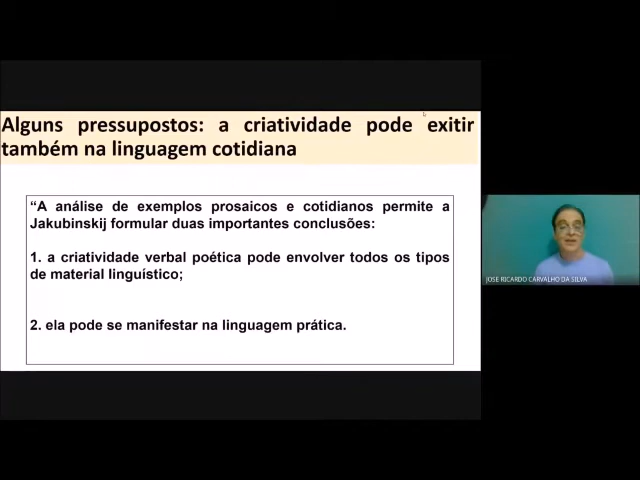 Alguns pressupostos: a criatividade pode exitir
também na linguagem cotidiana
“A análise de exemplos prosaicos e cotidianos permite a
Jakubinskij formular duas importantes conclusões:
1. a criatividade verbal poética pode envolver todos os tipos
de material linguístico;
2. ela pode se manifestar na linguagem prática.
JOSE RICARDO CARVALHO DA SILVA